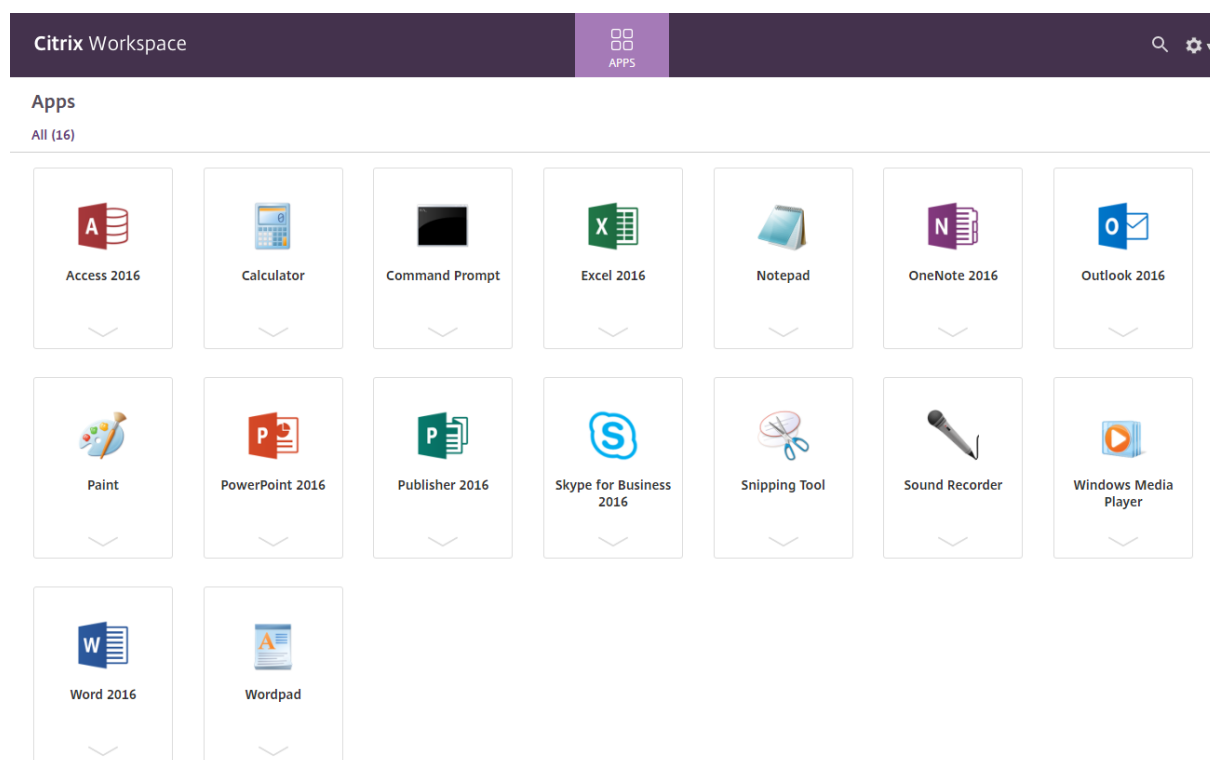 Citrix Workspace
APPS
Apps
All (16)
Access 2016
Calculator
Command Prompt
Excel 2016
Notepad
OneNote 2016
Outlook 2016
Paint
PowerPoint 2016
Publisher 2016
Skype for Business
2016
Snipping Tool
Sound Recorder
Windows Media
Player
Word 2016
Wordpad